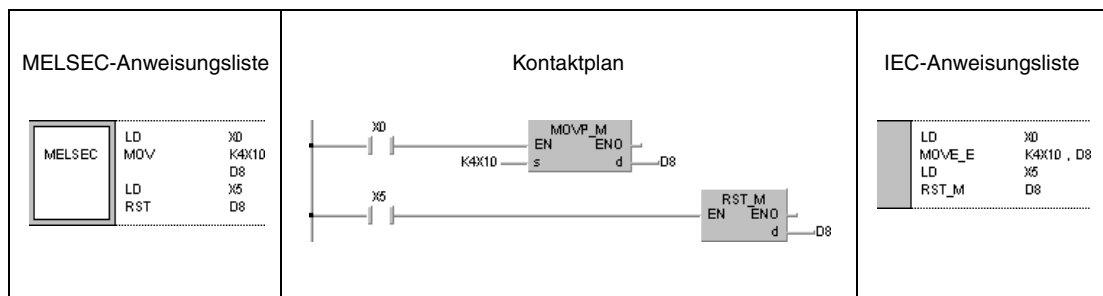 MELSEC-Anweisungsliste
MELSEC
LD X0
MOV K4X10
D8
LD X5
RST D8
Kontaktplan
X0
MOVP_M
EN ENO
K4X10 s d D8
X5
RST_M
EN ENO
d D8
IEC-Anweisungsliste
LD X0
MOVE_E K4X10 , D8
LD X5
RST_M D8